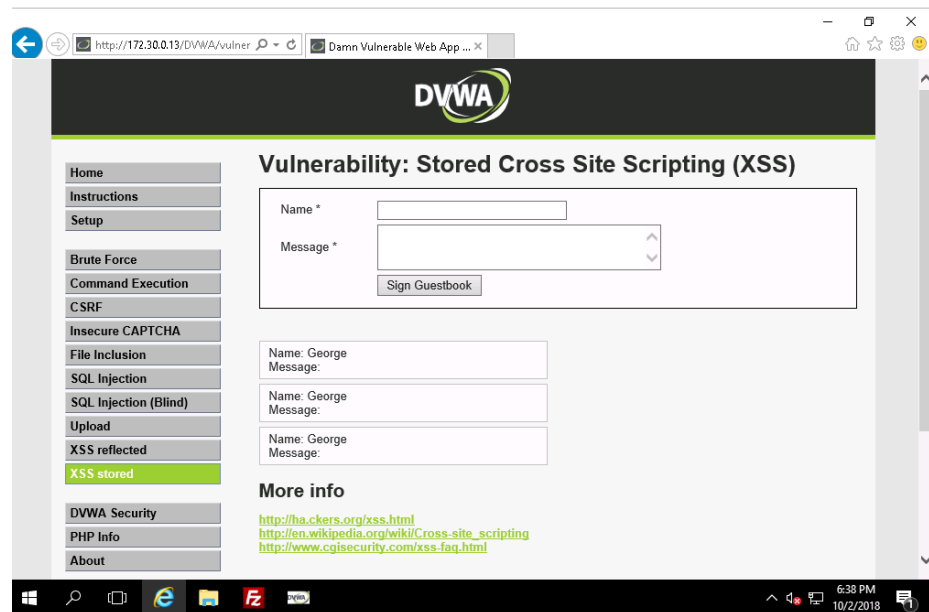 http://172.30.0.13/DVWA/vulner
Damn Vulnerable Web App ...
DVWA
Home
Instructions
Setup
Brute Force
Command Execution
CSRF
Insecure CAPTCHA
File Inclusion
SQL Injection
SQL Injection (Blind)
Upload
XSS reflected
XSS stored
DVWA Security
PHP Info
About
Vulnerability: Stored Cross Site Scripting (XSS)
Name *
Message *
Sign Guestbook
Name: George
Message:
Name: George
Message:
Name: George
Message:
More info
http://ha.ckers.org/xss.html
http://en.wikipedia.org/wiki/Cross-site_scripting
http://www.cgisecurity.com/xss-faq.html
Fz
DVWA
6:38 PM
10/2/2018
1